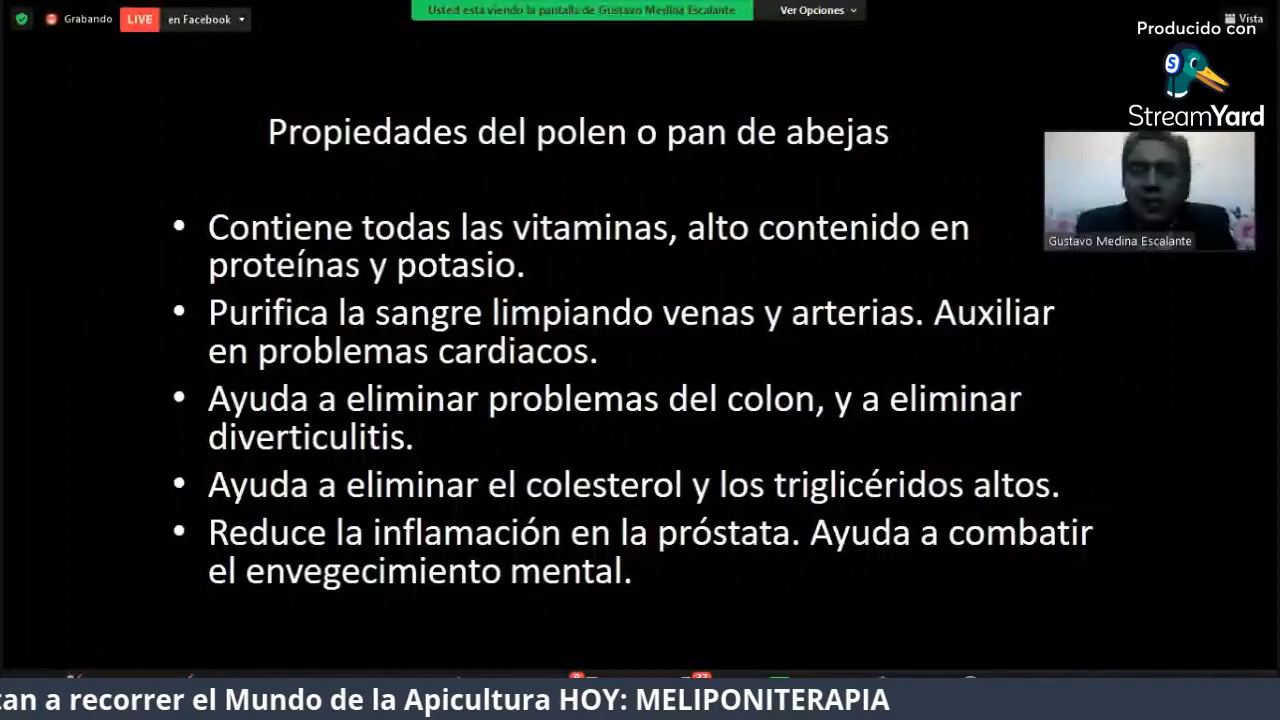 Grabando
LIVE
en Facebook
Usted está viendo la pantalla de Gustavo Medina Escalante
Ver Opciones
Vista
Producido con
StreamYard
Gustavo Medina Escalante
Propiedades del polen o pan de abejas
• Contiene todas las vitaminas, alto contenido en
proteínas y potasio.
• Purifica la sangre limpiando venas y arterias. Auxiliar
en problemas cardiacos.
• Ayuda a eliminar problemas del colon, y a eliminar
diverticulitis.
• Ayuda a eliminar el colesterol y los triglicéridos altos.
• Reduce la inflamación en la próstata. Ayuda a combatir
el envegecimiento mental.
a recorrer el Mundo de la Apicultura HOY: MELIPONITERAPIA